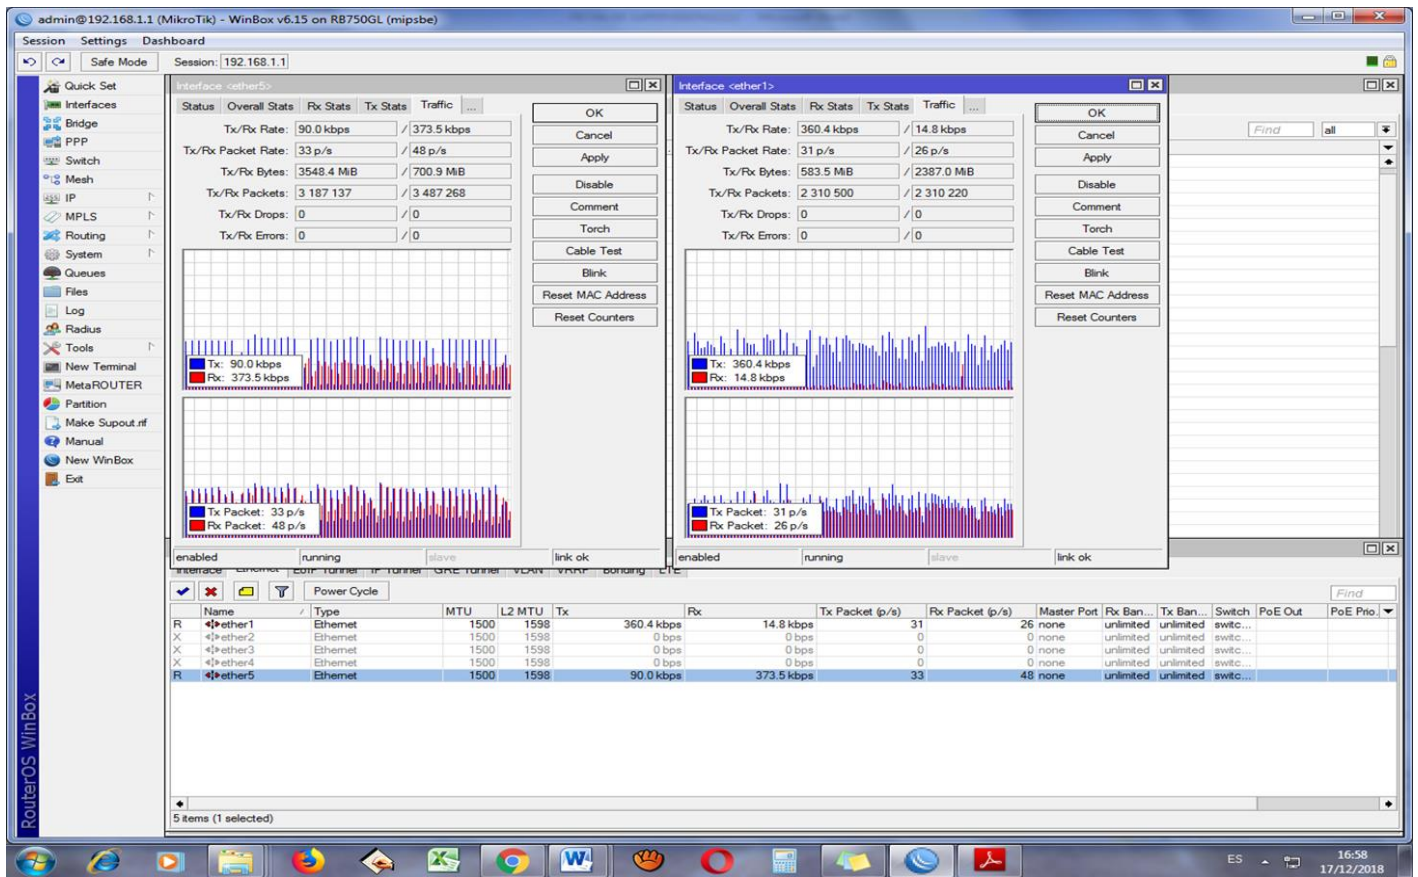 admin@192.168.1.1 (MikroTik) - WinBox v6.15 on RB750GL (mipsbe)
Session Settings Dashboard
Safe Mode Session: 192.168.1.1
Quick Set
Interfaces
Bridge
PPP
Switch
Mesh
IP
MPLS
Routing
System
Queues
Files
Log
Radius
Tools
New Terminal
MetaROUTER
Partition
Make Supout.rif
Manual
New WinBox
Exit
RouterOS WinBox
Interface <ether5>
Status Overall Stats Rx Stats Tx Stats Traffic ...
Tx/Rx Rate: 90.0 kbps / 373.5 kbps
Tx/Rx Packet Rate: 33 p/s / 48 p/s
Tx/Rx Bytes: 3548.4 MiB / 700.9 MiB
Tx/Rx Packets: 3 187 137 / 3 487 268
Tx/Rx Drops: 0 / 0
Tx/Rx Errors: 0 / 0
Tx: 90.0 kbps
Rx: 373.5 kbps
Tx Packet: 33 p/s
Rx Packet: 48 p/s
OK
Cancel
Apply
Disable
Comment
Torch
Cable Test
Blink
Reset MAC Address
Reset Counters
enabled running slave link ok
Interface <ether1>
Status Overall Stats Rx Stats Tx Stats Traffic ...
Tx/Rx Rate: 360.4 kbps / 14.8 kbps
Tx/Rx Packet Rate: 31 p/s / 26 p/s
Tx/Rx Bytes: 583.5 MiB / 2387.0 MiB
Tx/Rx Packets: 2 310 500 / 2 310 220
Tx/Rx Drops: 0 / 0
Tx/Rx Errors: 0 / 0
Tx: 360.4 kbps
Rx: 14.8 kbps
Tx Packet: 31 p/s
Rx Packet: 26 p/s
OK
Cancel
Apply
Disable
Comment
Torch
Cable Test
Blink
Reset MAC Address
Reset Counters
enabled running slave link ok
Find all
Interface Ethernet EoIP Tunnel IP Tunnel GRE Tunnel VLAN VRRP Bonding LTE
Power Cycle Find
Name Type MTU L2 MTU Tx Rx Tx Packet (p/s) Rx Packet (p/s) Master Port Rx Ban... Tx Ban... Switch PoE Out PoE Prio.
R ether1 Ethernet 1500 1598 360.4 kbps 14.8 kbps 31 26 none unlimited unlimited switc...
X ether2 Ethernet 1500 1598 0 bps 0 bps 0 0 none unlimited unlimited switc...
X ether3 Ethernet 1500 1598 0 bps 0 bps 0 0 none unlimited unlimited switc...
X ether4 Ethernet 1500 1598 0 bps 0 bps 0 0 none unlimited unlimited switc...
R ether5 Ethernet 1500 1598 90.0 kbps 373.5 kbps 33 48 none unlimited unlimited switc...
5 items (1 selected)
ES 16:58
17/12/2018